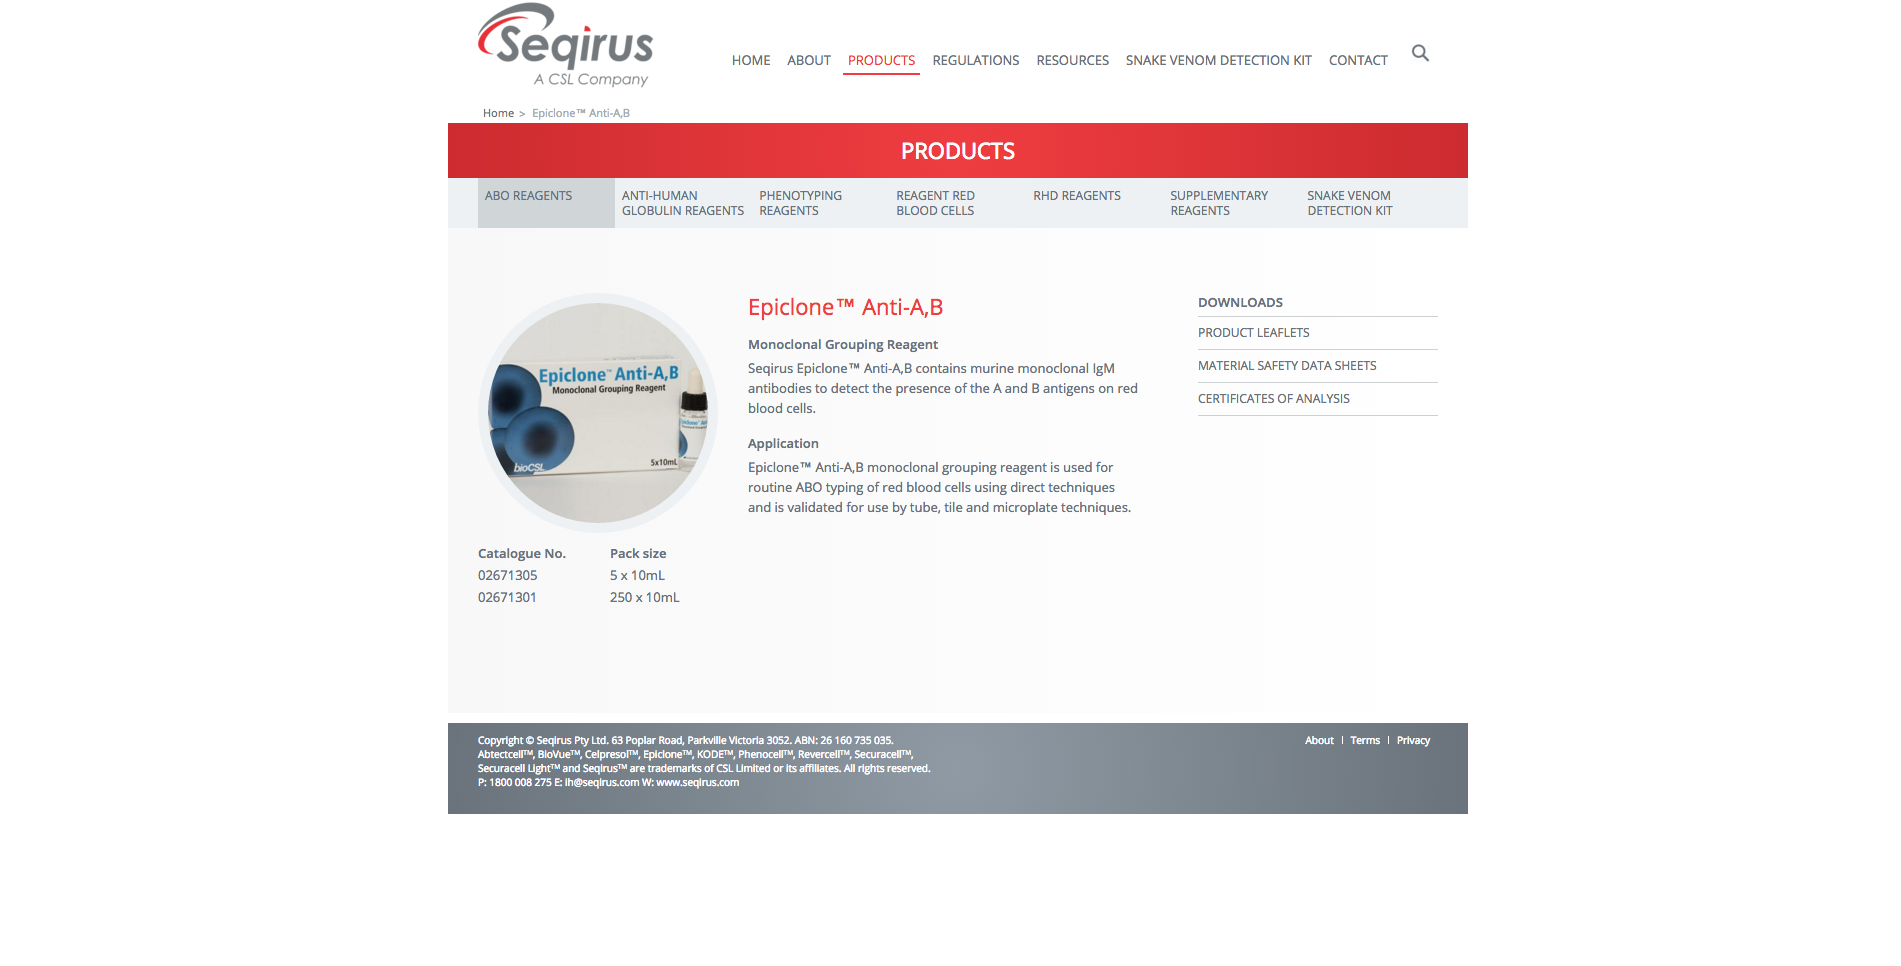 Seqirus
A CSL Company
HOME ABOUT PRODUCTS REGULATIONS RESOURCES SNAKE VENOM DETECTION KIT CONTACT
Home > Epiclone™ Anti-A,B
PRODUCTS
ABO REAGENTS
ANTI-HUMAN
GLOBULIN REAGENTS
PHENOTYPING
REAGENTS
REAGENT RED
BLOOD CELLS
RHD REAGENTS
SUPPLEMENTARY
REAGENTS
SNAKE VENOM
DETECTION KIT
Epiclone™ Anti-A,B
Monoclonal Grouping Reagent
bioCSL
5x10mL
Catalogue No. Pack size
02671305 5 x 10mL
02671301 250 x 10mL
Epiclone™ Anti-A,B
Monoclonal Grouping Reagent
Seqirus Epiclone™ Anti-A,B contains murine monoclonal IgM
antibodies to detect the presence of the A and B antigens on red
blood cells.
Application
Epiclone™ Anti-A,B monoclonal grouping reagent is used for
routine ABO typing of red blood cells using direct techniques
and is validated for use by tube, tile and microplate techniques.
DOWNLOADS
PRODUCT LEAFLETS
MATERIAL SAFETY DATA SHEETS
CERTIFICATES OF ANALYSIS
Copyright © Seqirus Pty Ltd. 63 Poplar Road, Parkville Victoria 3052. ABN: 26 160 735 035.
Abtectcell™, BioVue™, Celpresol™, Epiclone™, KODE™, Phenocell™, Revercell™, Securacell™,
Securacell Light™ and Seqirus™ are trademarks of CSL Limited or its affiliates. All rights reserved.
P: 1800 008 275 E: ih@seqirus.com W: www.seqirus.com
About | Terms | Privacy